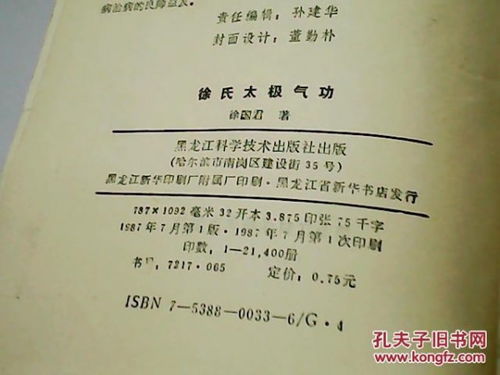 病治病的良师益友。
责任编辑：孙建华
封面设计：董勤朴
徐氏太极气功
徐国君 著
黑龙江科学技术出版社出版
(哈尔滨市南岗区建设街35号)
黑龙江新华印刷厂附属厂印刷·黑龙江省新华书店发行
787×1092毫米32开本3.875印张75千字
1987年7月第1版·1987年7月第1次印刷
印数：1—21,400册
书号：7217·065 定价：0.75元
ISBN 7—5388—0033—6/G·4
孔夫子旧书网
www.kongfz.com